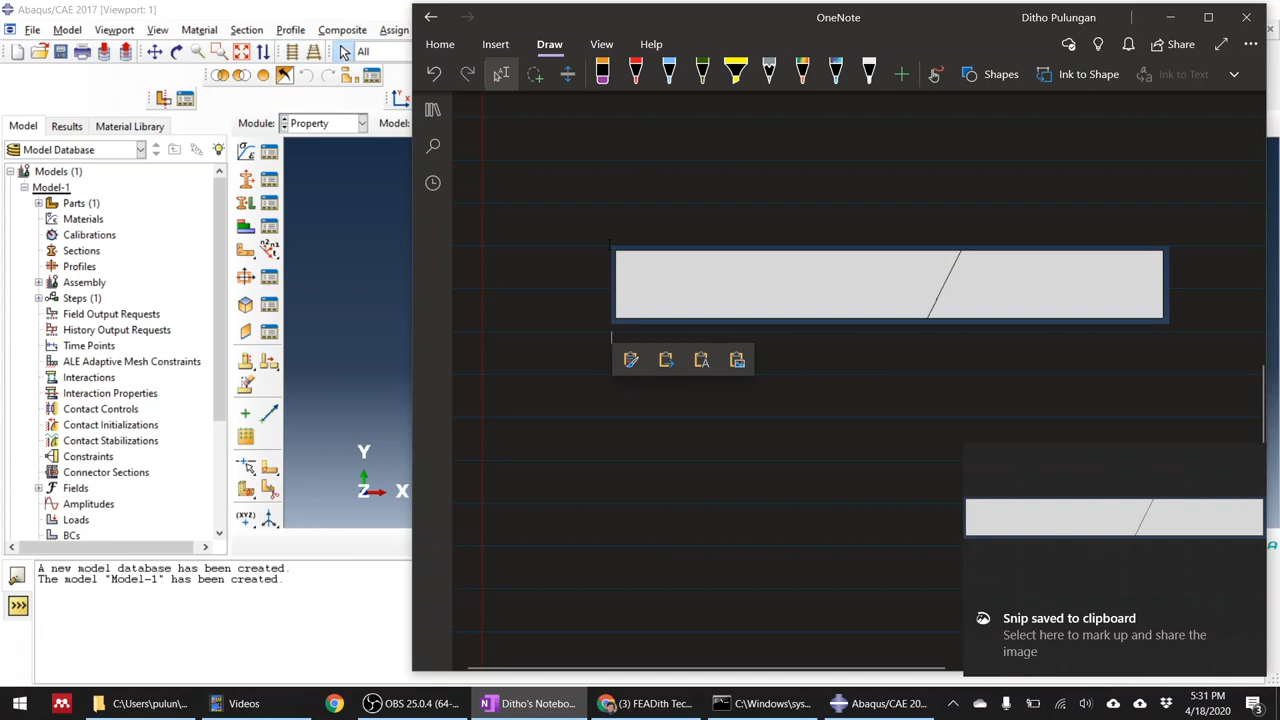 Abaqus/CAE 2017 [Viewport: 1]
File Model Viewport View Material Section Profile Composite Assign
All
Module: Property Model:
Model Results Material Library
Model Database
Models (1)
Model-1
Parts (1)
Materials
Calibrations
Sections
Profiles
Assembly
Steps (1)
Field Output Requests
History Output Requests
Time Points
ALE Adaptive Mesh Constraints
Interactions
Interaction Properties
Contact Controls
Contact Initializations
Contact Stabilizations
Constraints
Connector Sections
Fields
Amplitudes
Loads
BCs
Y
Z X
A new model database has been created.
The model "Model-1" has been created.
OneNote
Ditho Pulungan
Home Insert Draw View Help
Share
Shapes
Ink to Shape
Ink to Text
Snip saved to clipboard
Select here to mark up and share the
image
C:\Users\pulun\...
Videos
OBS 25.0.4 (64-...
Ditho's Notebo...
(3) FEADith Tec...
C:\Windows\sys...
Abaqus/CAE 20...
5:31 PM
4/18/2020
3